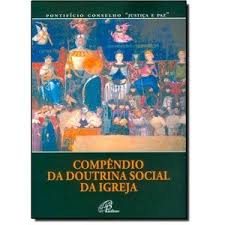 PONTIFÍCIO CONSELHO "JUSTIÇA E PAZ"
COMPÊNDIO
DA DOUTRINA SOCIAL
DA IGREJA